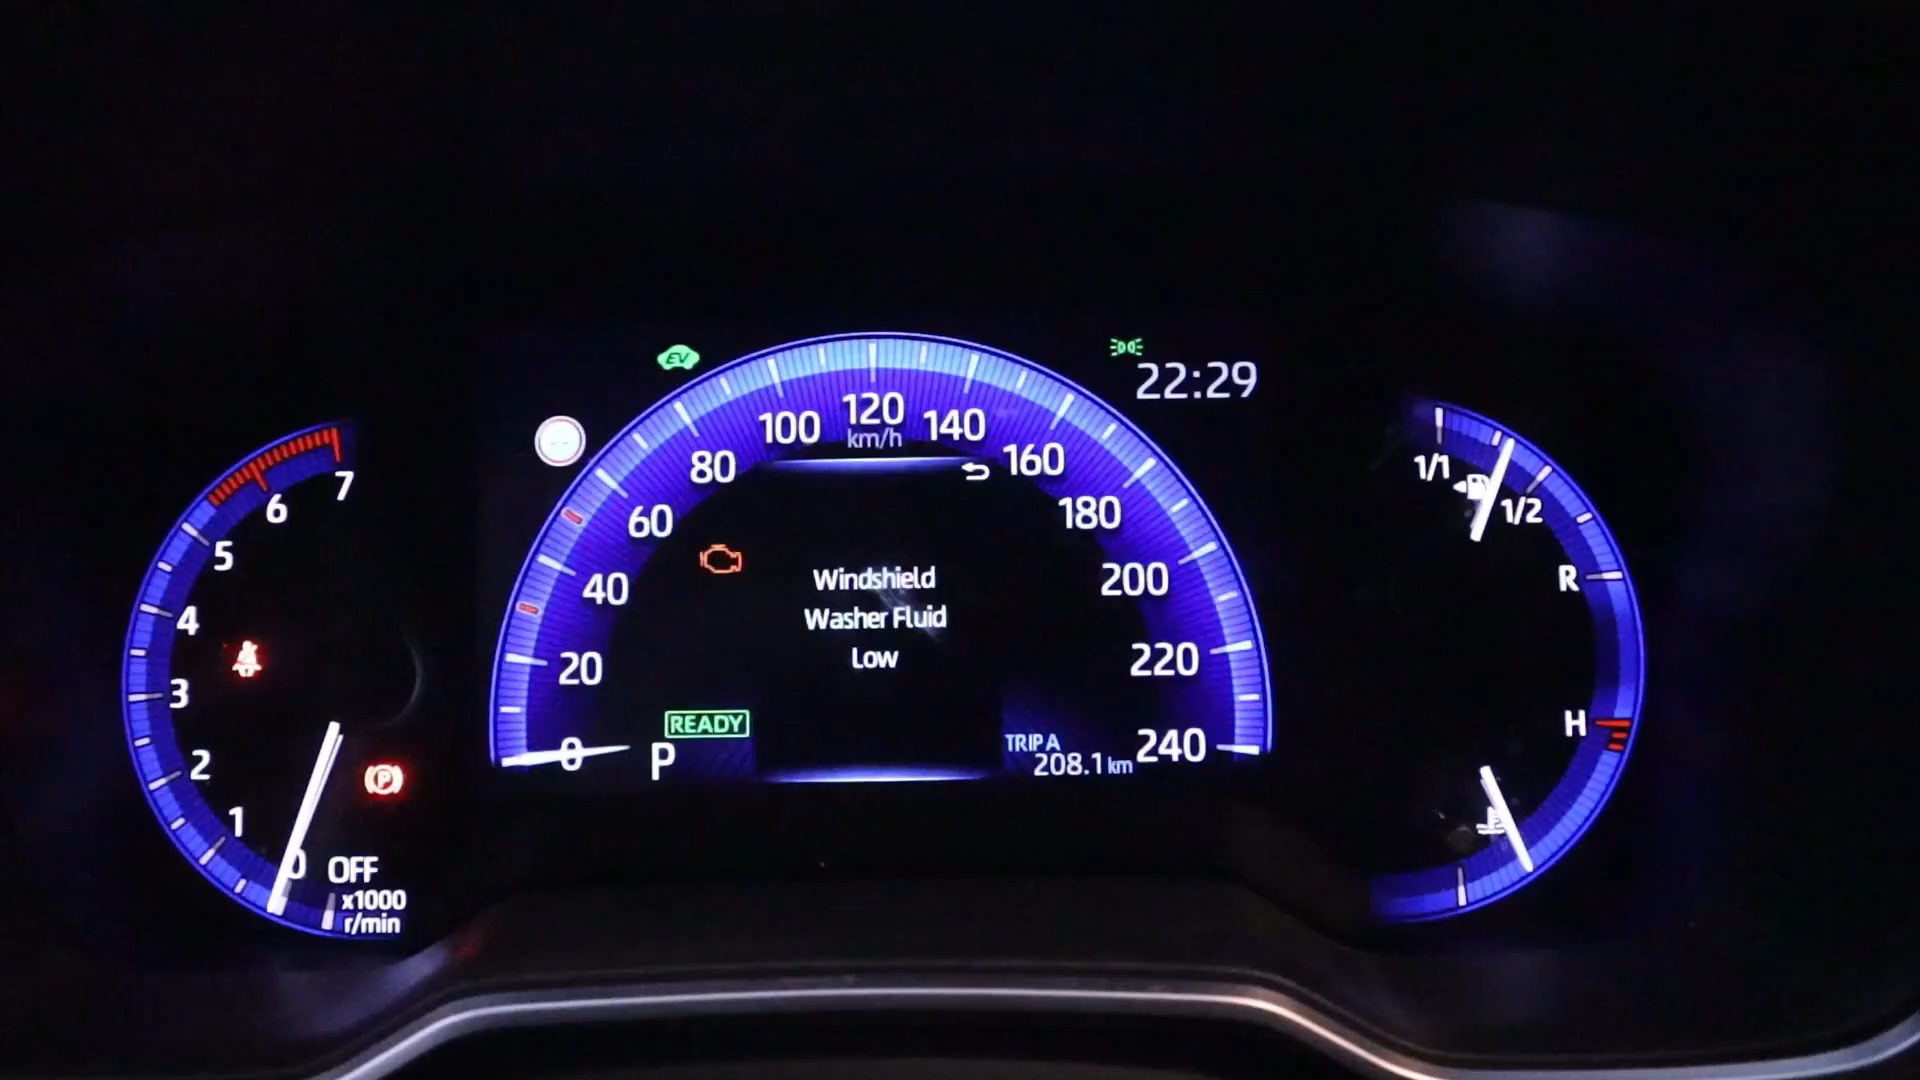 EV
22:29
100
120
140
km/h
80
160
60
180
40
200
20
220
0
240
Windshield
Washer Fluid
Low
READY
P
TRIP A
208.1 km
7
6
5
4
3
2
1
0
OFF
x1000
r/min
P
1/1
1/2
R
H